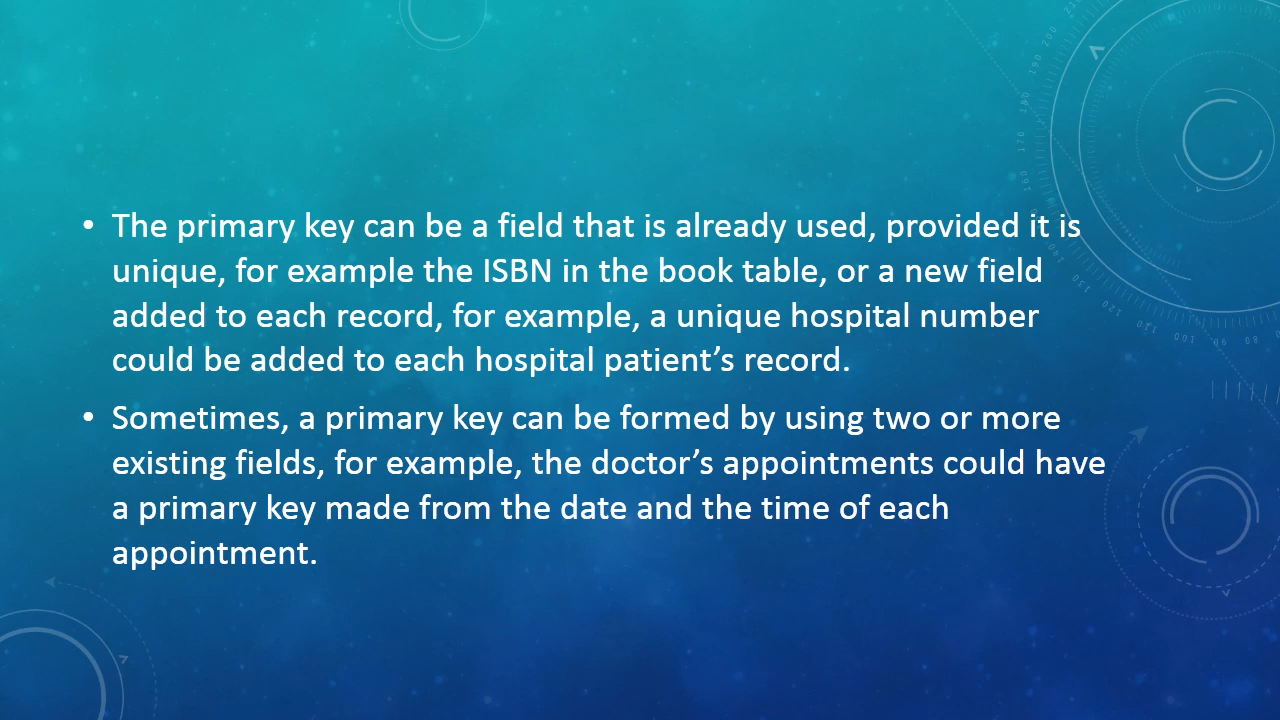 • The primary key can be a field that is already used, provided it is
unique, for example the ISBN in the book table, or a new field
added to each record, for example, a unique hospital number
could be added to each hospital patient’s record.
• Sometimes, a primary key can be formed by using two or more
existing fields, for example, the doctor’s appointments could have
a primary key made from the date and the time of each
appointment.